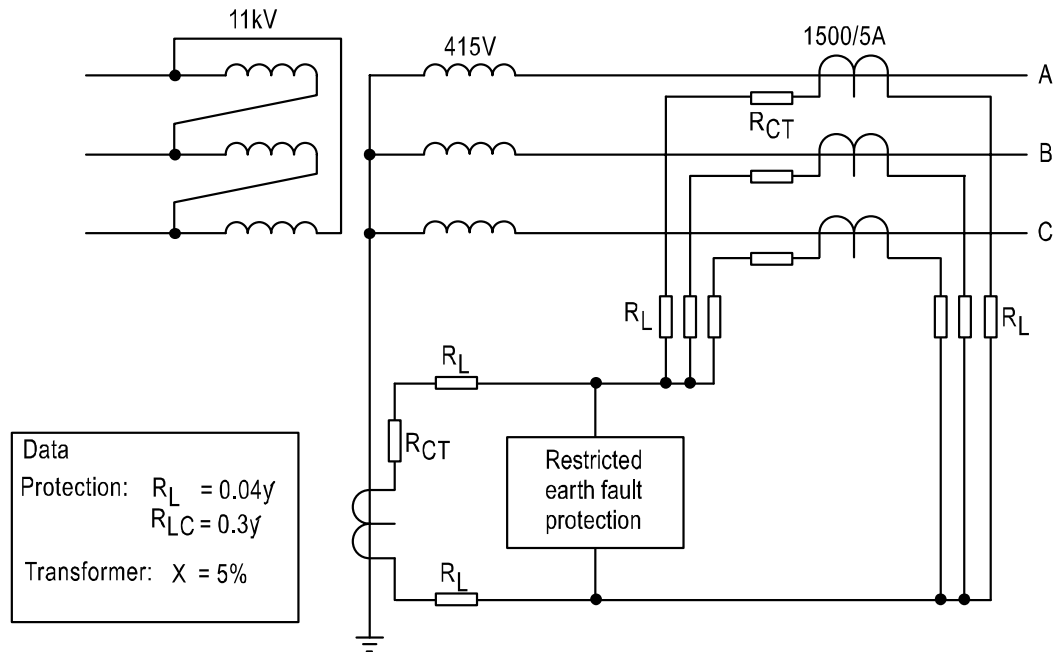 11kV
415V
1500/5A
A
RCT
B
C
RL
RL
RL
RCT
Restricted
earth fault
protection
RL
Data
Protection: RL = 0.04ý
RLC = 0.3ý
Transformer: X = 5%